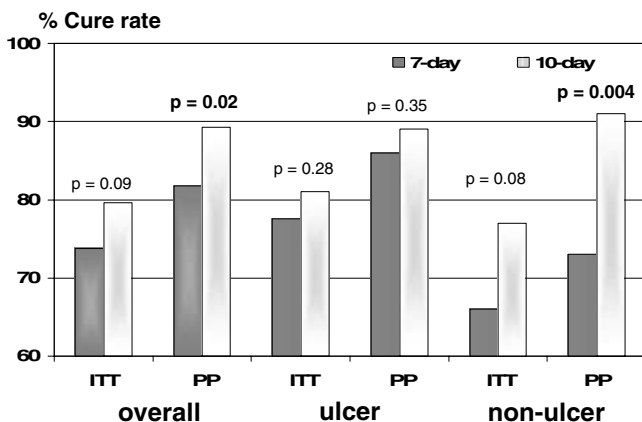 % Cure rate
100
7-day 10-day
p = 0.004
p = 0.02
p = 0.35
90
p = 0.09
p = 0.28
p = 0.08
80
70
60
ITT PP ITT PP ITT PP
overall ulcer non-ulcer